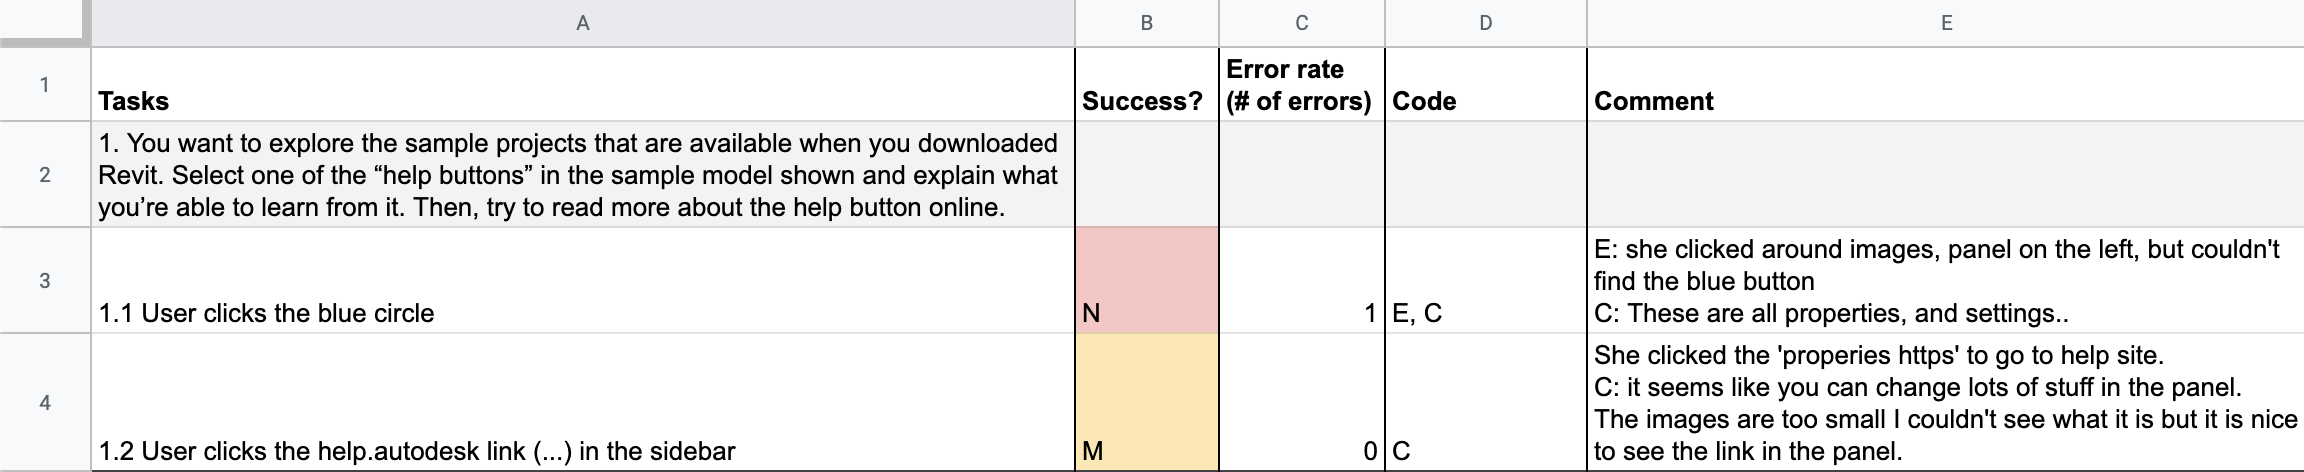 A B C D E
1 Tasks Success? Error rate (# of errors) Code Comment
2 1. You want to explore the sample projects that are available when you downloaded
Revit. Select one of the “help buttons” in the sample model shown and explain what
you’re able to learn from it. Then, try to read more about the help button online.
3 1.1 User clicks the blue circle N 1 E, C
E: she clicked around images, panel on the left, but couldn't
find the blue button
C: These are all properties, and settings..
4 1.2 User clicks the help.autodesk link (...) in the sidebar M 0 C
She clicked the 'properies https' to go to help site.
C: it seems like you can change lots of stuff in the panel.
The images are too small I couldn't see what it is but it is nice
to see the link in the panel.